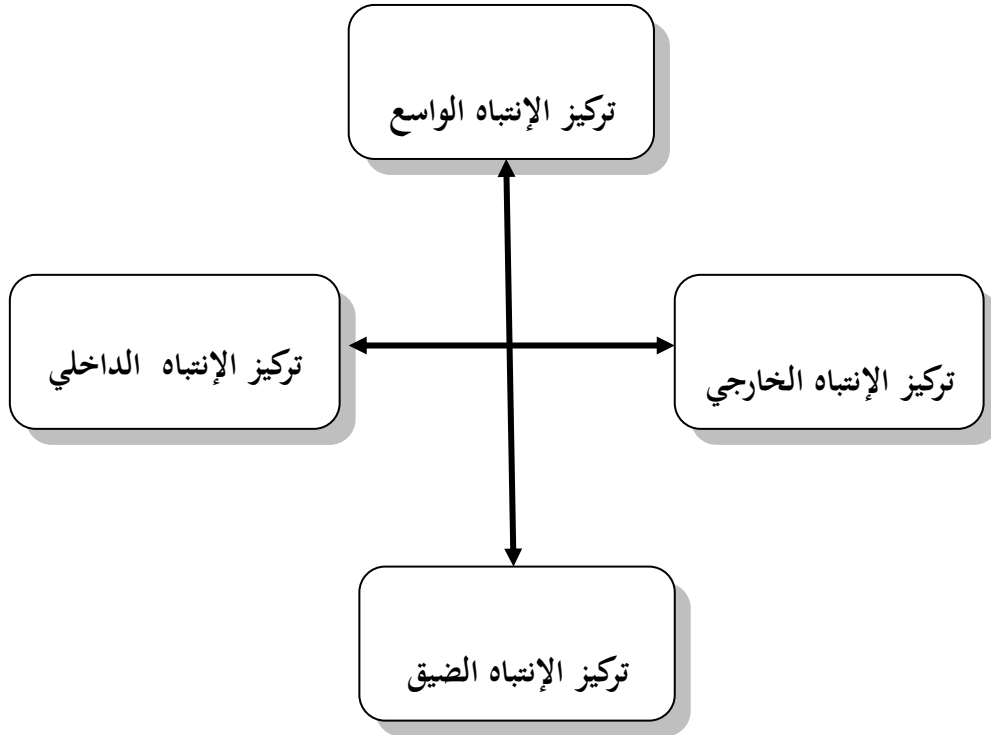 تركيز الإنتباه الواسع
تركيز الإنتباه الخارجي
تركيز الإنتباه الداخلي
تركيز الإنتباه الضيق